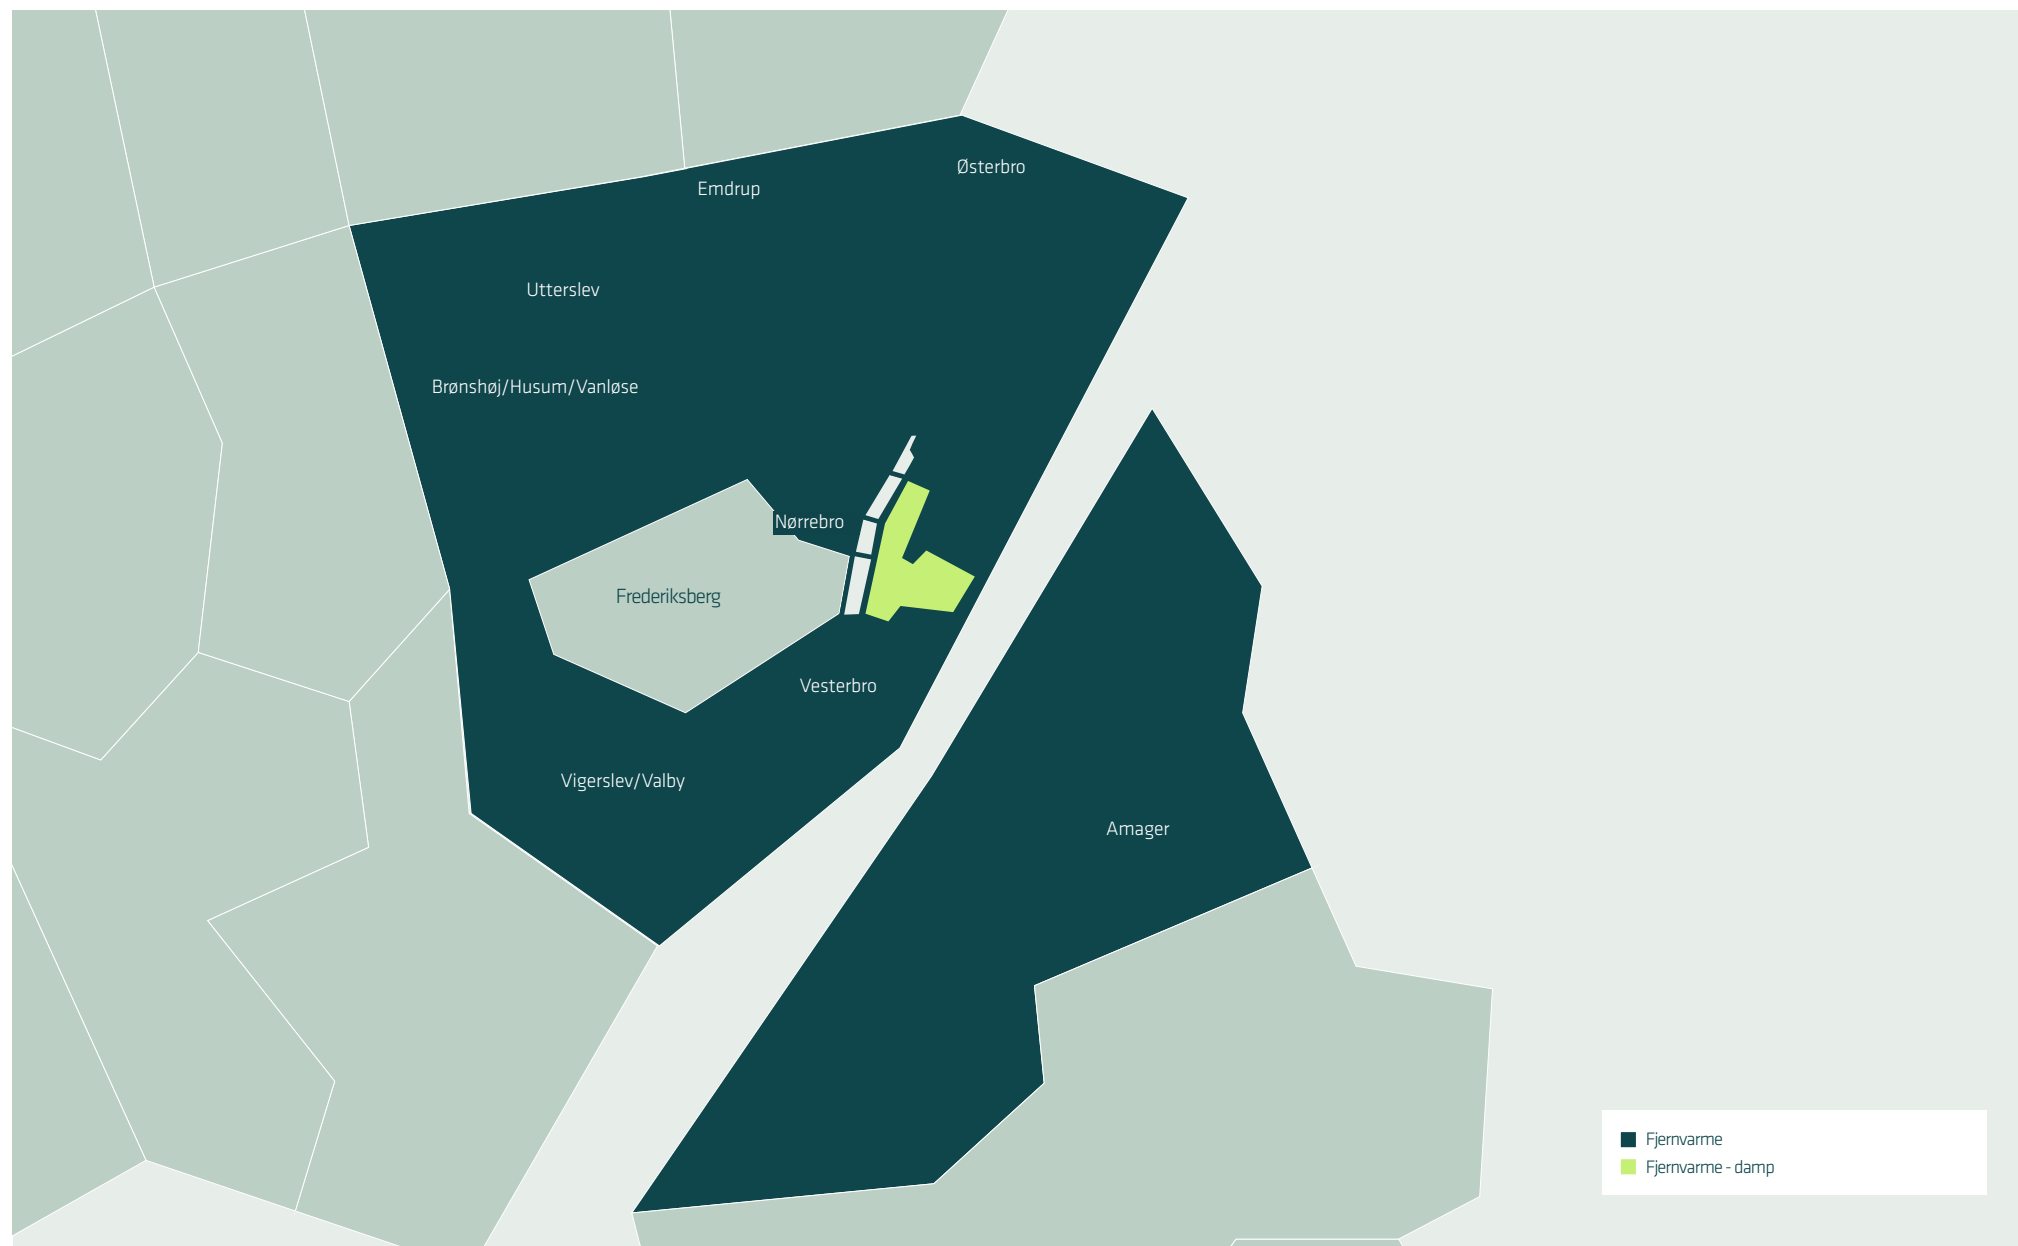 Østerbro
Emdrup
Utterslev
Brønshøj/Husum/Vanløse
Nørrebro
Frederiksberg
Vesterbro
Vigerslev/Valby
Amager
Fjernvarme
Fjernvarme - damp